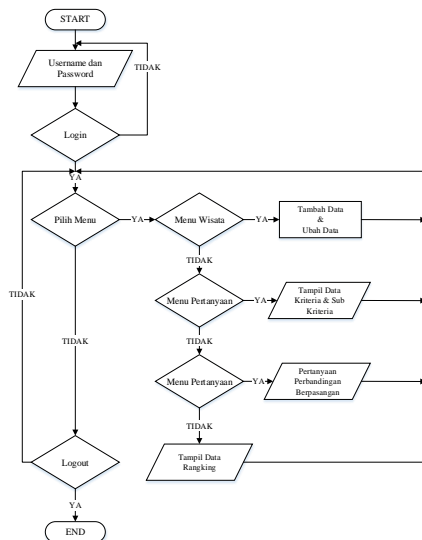 START
Username dan
Password
TIDAK
Login
YA
Pilih Menu
YA
Menu Wisata
YA
Tambah Data
&
Ubah Data
TIDAK
TIDAK
Menu Pertanyaan
YA
Tampil Data
Kriteria & Sub
Kriteria
TIDAK
TIDAK
Menu Pertanyaan
YA
Pertanyaan
Perbandingan
Berpasangan
TIDAK
Tampil Data
Rangking
Logout
YA
END